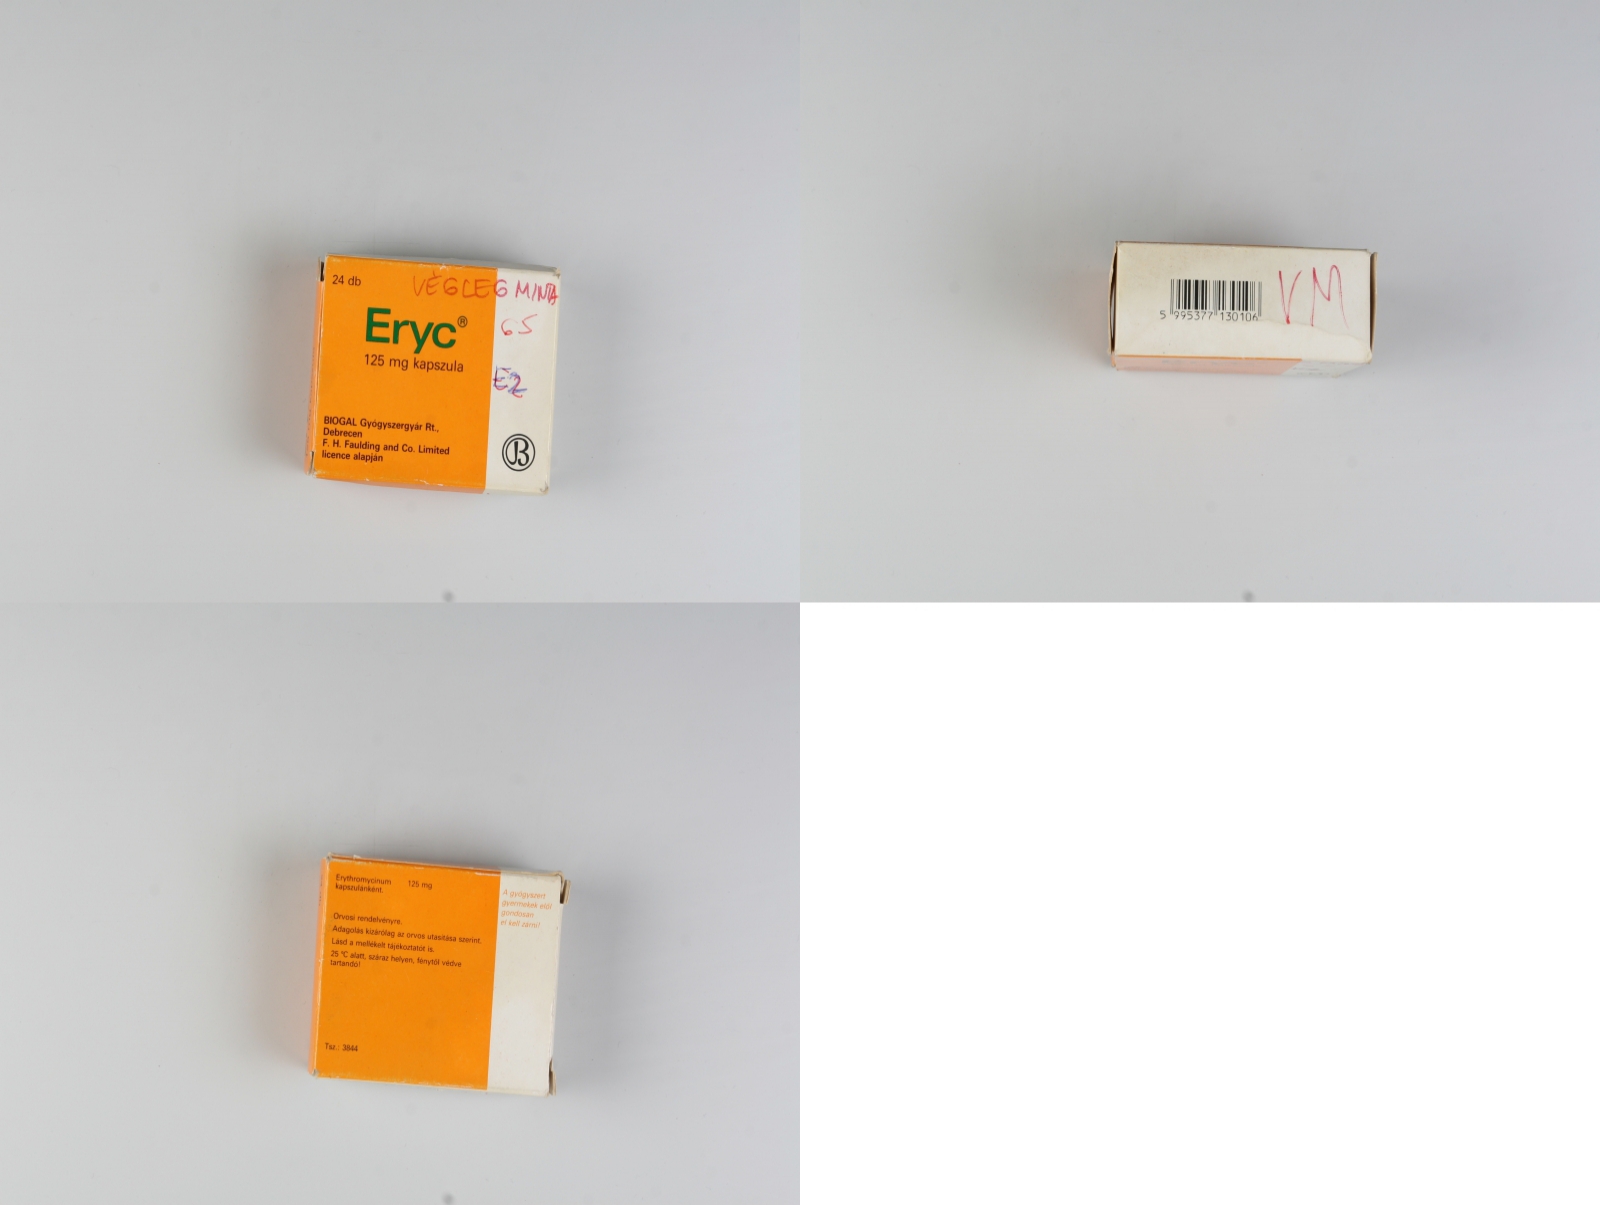 24 db
VÉGLEG MINTA
Eryc®
65
125 mg kapszula
EZ
BIOGAL Gyógyszergyár Rt.,
Debrecen
F. H. Faulding and Co. Limited
licence alapján
5 995377 130106
VM
Erythromycinum 125 mg
kapszulánként
Orvosi rendelvényre.
Adagolás kizárólag az orvos utasítása szerint.
Lásd a mellékelt tájékoztatót is.
25 °C alatt, száraz helyen, fénytől védve
tartandó!
Tsz.: 3844
A gyógyszert
gyermekek elől
gondosan
el kell zárni!